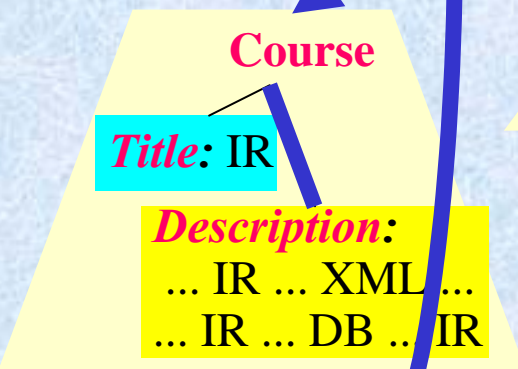 Course
Title: IR
Description:
... IR ... XML ...
... IR ... DB ... IR